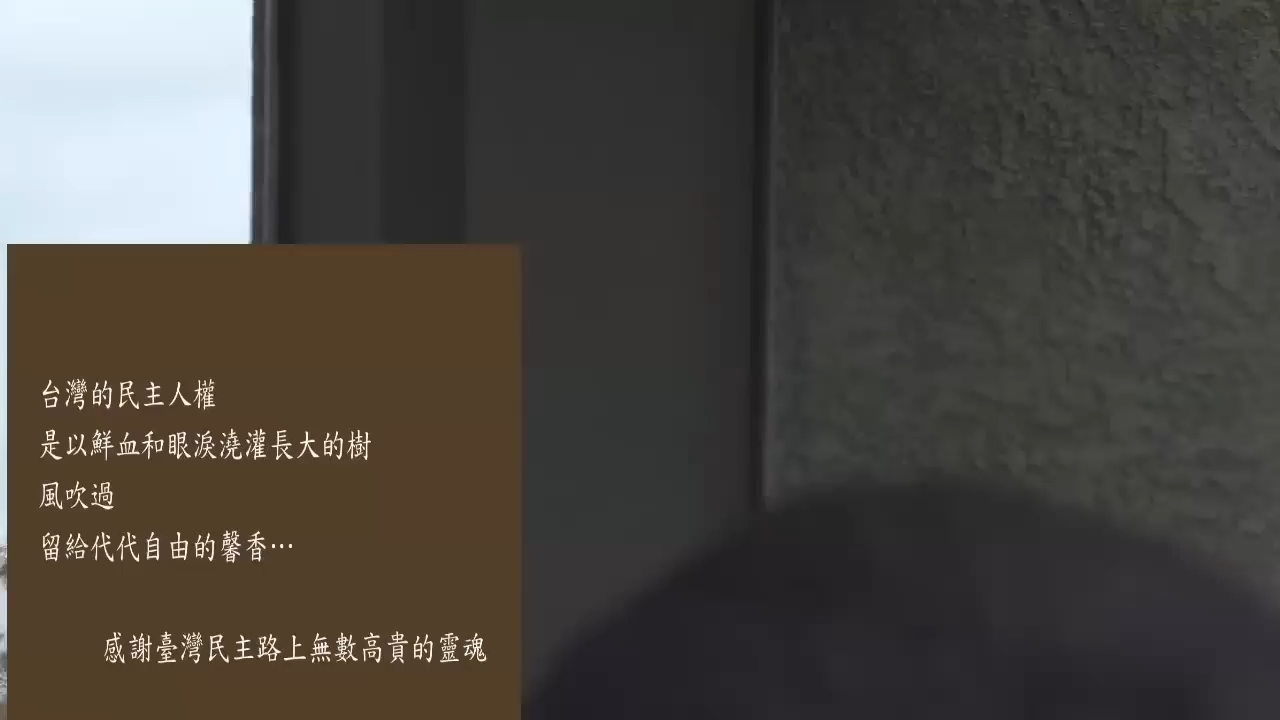 台灣的民主人權
是以鮮血和眼淚澆灌長大的樹
風吹過
留給代代自由的馨香…
感謝臺灣民主路上無數高貴的靈魂